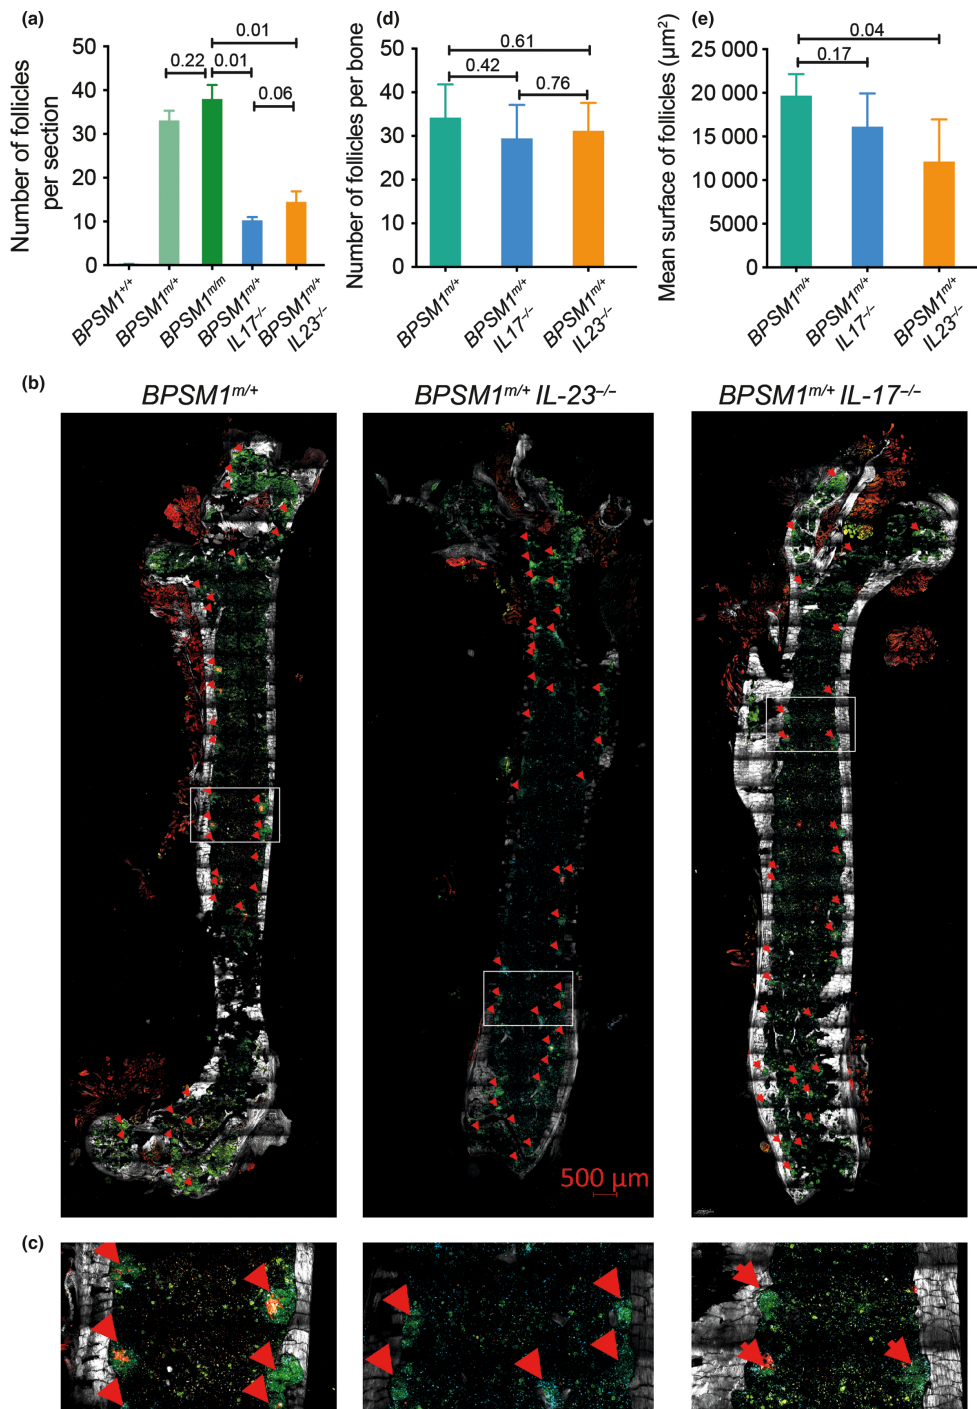 (a)
Number of follicles
per section
50
40
30
20
10
0
0.01
0.22
0.01
0.06
BPSM1+/+
BPSM1m/+
BPSM1m/m
BPSM1m/+
IL17–/–
BPSM1m/+
IL23–/–
(d)
Number of follicles per bone
50
40
30
20
10
0
0.61
0.42
0.76
BPSM1m/+
BPSM1m/+
IL17–/–
BPSM1m/+
IL23–/–
(e)
Mean surface of follicles (µm²)
25 000
20 000
15 000
10 000
5000
0
0.04
0.17
BPSM1m/+
BPSM1m/+
IL17–/–
BPSM1m/+
IL23–/–
(b)
BPSM1m/+
BPSM1m/+ IL-23–/–
BPSM1m/+ IL-17–/–
500 µm
(c)